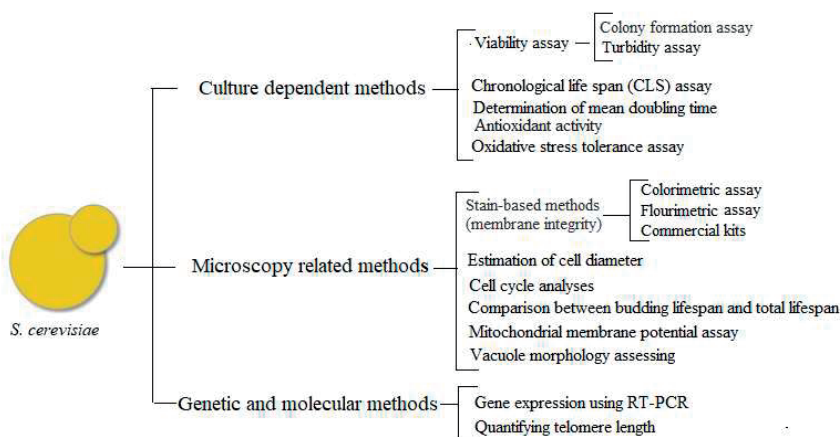 Colony formation assay
Viability assay
Turbidity assay
Culture dependent methods
Chronological life span (CLS) assay
Determination of mean doubling time
Antioxidant activity
Oxidative stress tolerance assay
Stain-based methods
(membrane integrity)
Colorimetric assay
Flourimetric assay
Commercial kits
Microscopy related methods
Estimation of cell diameter
Cell cycle analyses
Comparison between budding lifespan and total lifespan
Mitochondrial membrane potential assay
Vacuole morphology assessing
S. cerevisiae
Genetic and molecular methods
Gene expression using RT-PCR
Quantifying telomere length